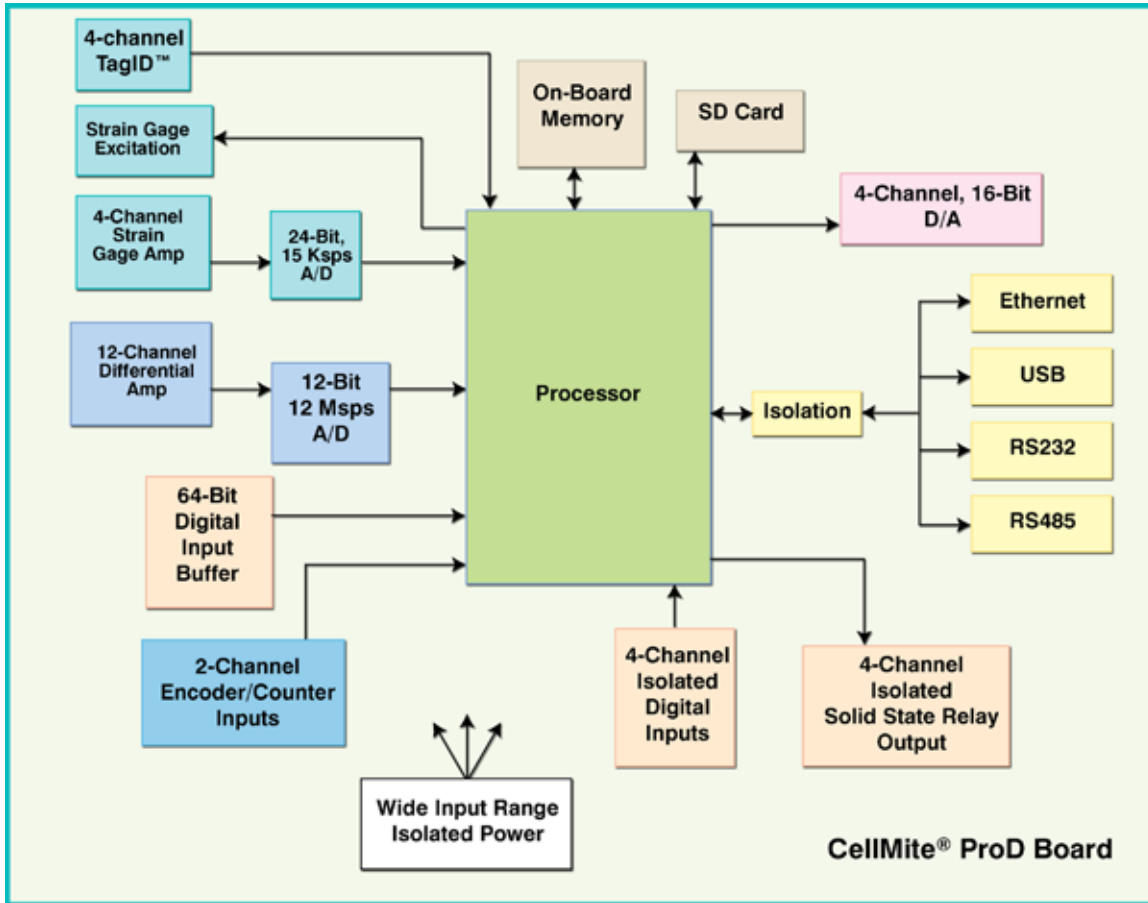 4-channel
TagID™
Strain Gage
Excitation
4-Channel
Strain
Gage Amp
24-Bit,
15 Ksps
A/D
12-Channel
Differential
Amp
12-Bit
12 Msps
A/D
64-Bit
Digital
Input
Buffer
2-Channel
Encoder/Counter
Inputs
On-Board
Memory
SD Card
Processor
4-Channel, 16-Bit
D/A
Isolation
Ethernet
USB
RS232
RS485
4-Channel
Isolated
Digital
Inputs
4-Channel
Isolated
Solid State Relay
Output
Wide Input Range
Isolated Power
CellMite® ProD Board